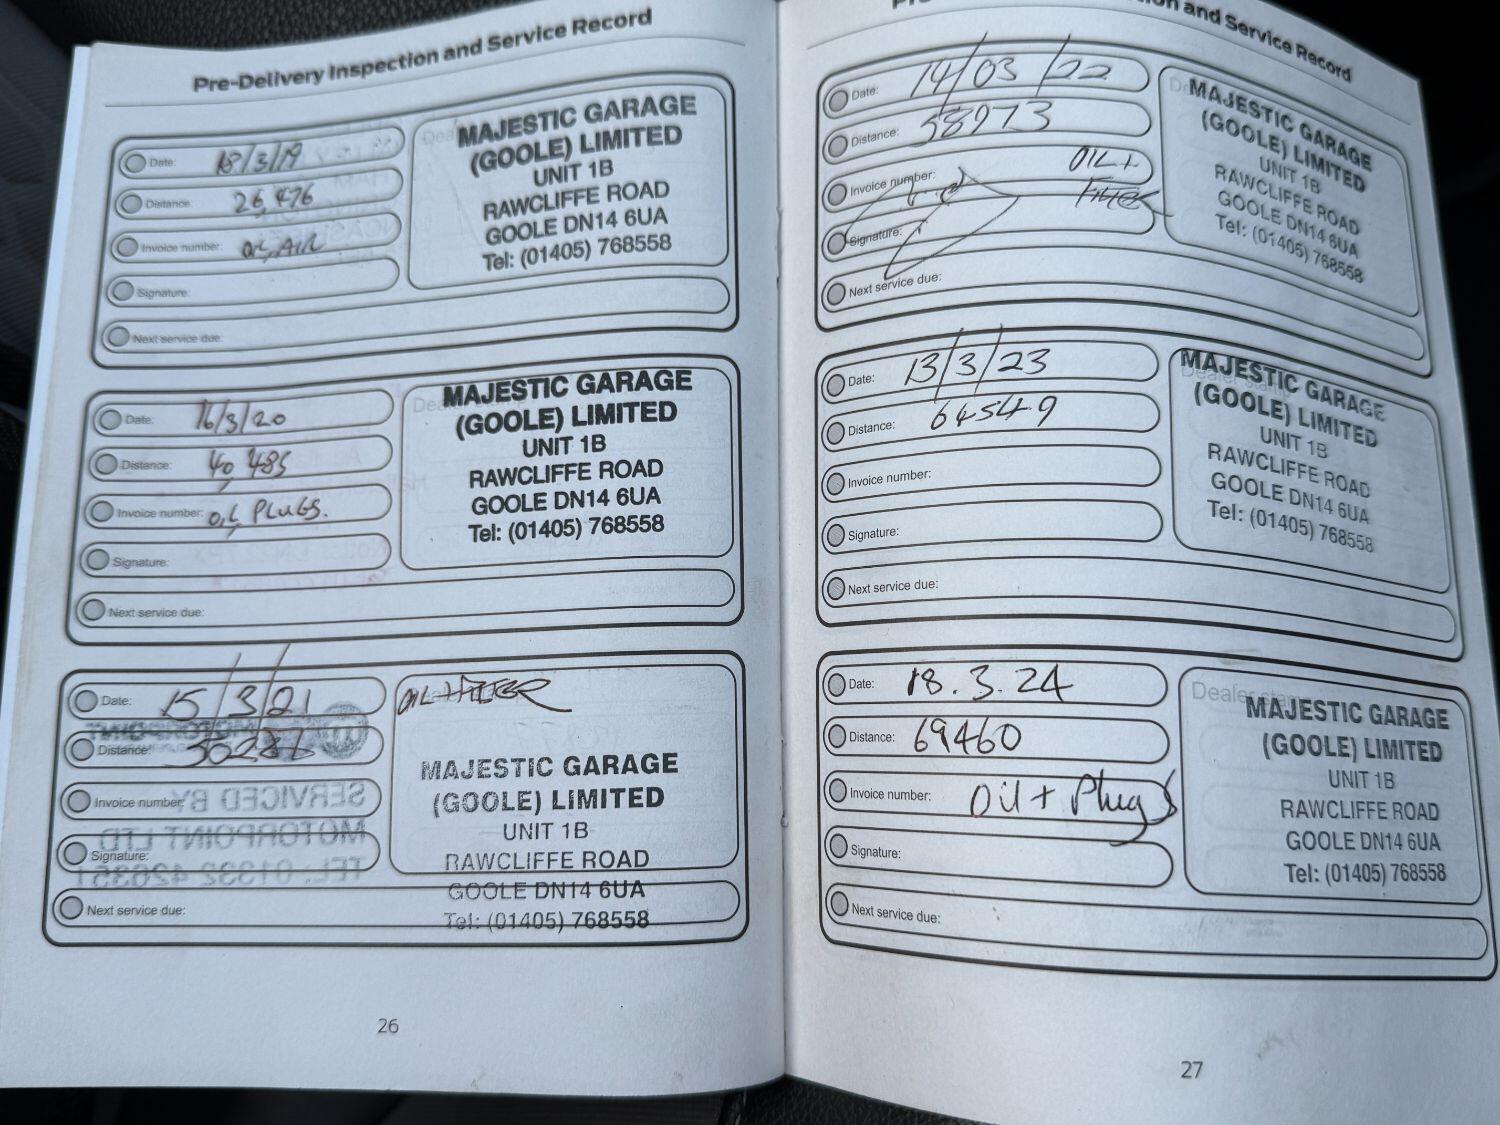 Pre-Delivery Inspection and Service Record
Date: 18/3/19
Distance: 26,476
Invoice number: OIL, AIR
Signature:
Next service due:
MAJESTIC GARAGE
(GOOLE) LIMITED
UNIT 1B
RAWCLIFFE ROAD
GOOLE DN14 6UA
Tel: (01405) 768558
Date: 16/3/20
Distance: 40,485
Invoice number: OIL PLUGS.
Signature:
Next service due:
MAJESTIC GARAGE
(GOOLE) LIMITED
UNIT 1B
RAWCLIFFE ROAD
GOOLE DN14 6UA
Tel: (01405) 768558
Date: 15/3/21
Distance: 50286
Invoice number:
Signature:
Next service due:
OIL + FILTER
MAJESTIC GARAGE
(GOOLE) LIMITED
UNIT 1B
RAWCLIFFE ROAD
GOOLE DN14 6UA
Tel: (01405) 768558
26
and Service Record
Date: 14/03/22
Distance: 58973
Invoice number: OIL +
FILTER
Signature:
Next service due:
MAJESTIC GARAGE
(GOOLE) LIMITED
UNIT 1B
RAWCLIFFE ROAD
GOOLE DN14 6UA
Tel: (01405) 768558
Date: 13/3/23
Distance: 64549
Invoice number:
Signature:
Next service due:
Dealer stamp
MAJESTIC GARAGE
(GOOLE) LIMITED
UNIT 1B
RAWCLIFFE ROAD
GOOLE DN14 6UA
Tel: (01405) 768558
Date: 18.3.24
Distance: 69460
Invoice number: Oil + Plugs
Signature:
Next service due:
Dealer stamp
MAJESTIC GARAGE
(GOOLE) LIMITED
UNIT 1B
RAWCLIFFE ROAD
GOOLE DN14 6UA
Tel: (01405) 768558
27